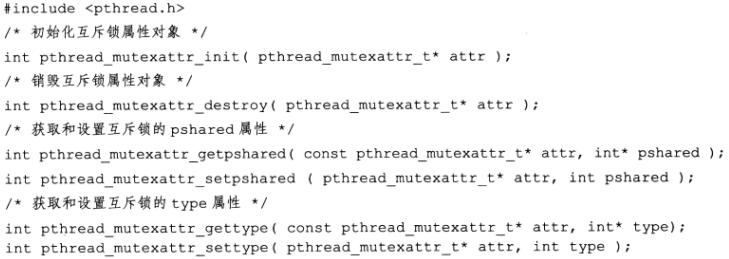 #include <pthread.h>
/* 初始化互斥锁属性对象 */
int pthread_mutexattr_init( pthread_mutexattr_t* attr );
/* 销毁互斥锁属性对象 */
int pthread_mutexattr_destroy( pthread_mutexattr_t* attr );
/* 获取和设置互斥锁的 pshared 属性 */
int pthread_mutexattr_getpshared( const pthread_mutexattr_t* attr, int* pshared );
int pthread_mutexattr_setpshared ( pthread_mutexattr_t* attr, int pshared );
/* 获取和设置互斥锁的 type 属性 */
int pthread_mutexattr_gettype( const pthread_mutexattr_t* attr, int* type);
int pthread_mutexattr_settype( pthread_mutexattr_t* attr, int type );